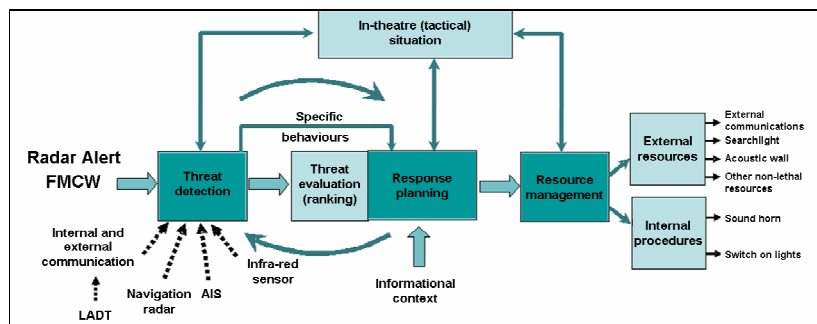 In-theatre (tactical)
situation
Specific
behaviours
Radar Alert
FMCW
Threat
detection
Threat
evaluation
(ranking)
Response
planning
Resource
management
External
resources
External
communications
Searchlight
Acoustic wall
Other non-lethal
resources
Internal
procedures
Sound horn
Switch on lights
Internal and
external
communication
LADT
Navigation
radar
AIS
Infra-red
sensor
Informational
context